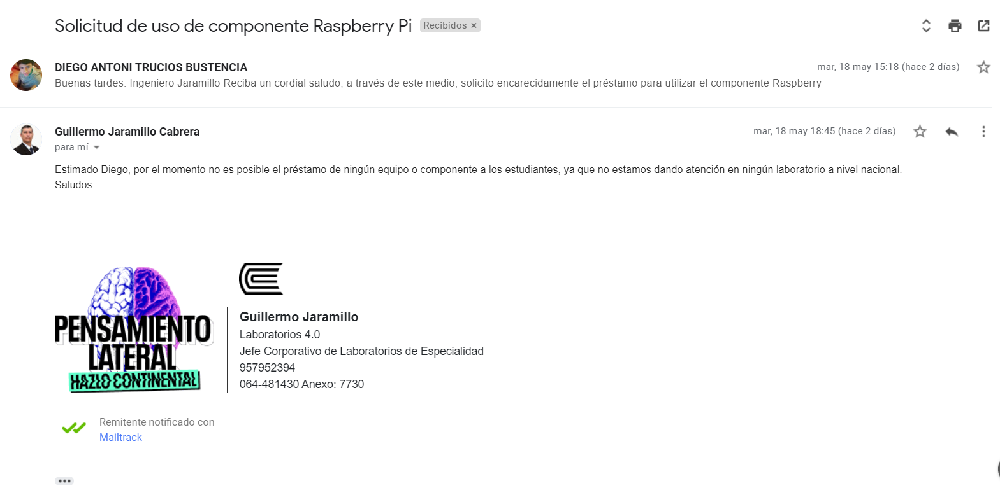 Solicitud de uso de componente Raspberry Pi Recibidos ×
DIEGO ANTONI TRUCIOS BUSTENCIA mar, 18 may 15:18 (hace 2 días)
Buenas tardes: Ingeniero Jaramillo Reciba un cordial saludo, a través de este medio, solicito encarecidamente el préstamo para utilizar el componente Raspberry
Guillermo Jaramillo Cabrera mar, 18 may 18:45 (hace 2 días)
para mí
Estimado Diego, por el momento no es posible el préstamo de ningún equipo o componente a los estudiantes, ya que no estamos dando atención en ningún laboratorio a nivel nacional.
Saludos.
PENSAMIENTO
LATERAL
HAZLO CONTINENTAL
Guillermo Jaramillo
Laboratorios 4.0
Jefe Corporativo de Laboratorios de Especialidad
957952394
064-481430 Anexo: 7730
Remitente notificado con
Mailtrack